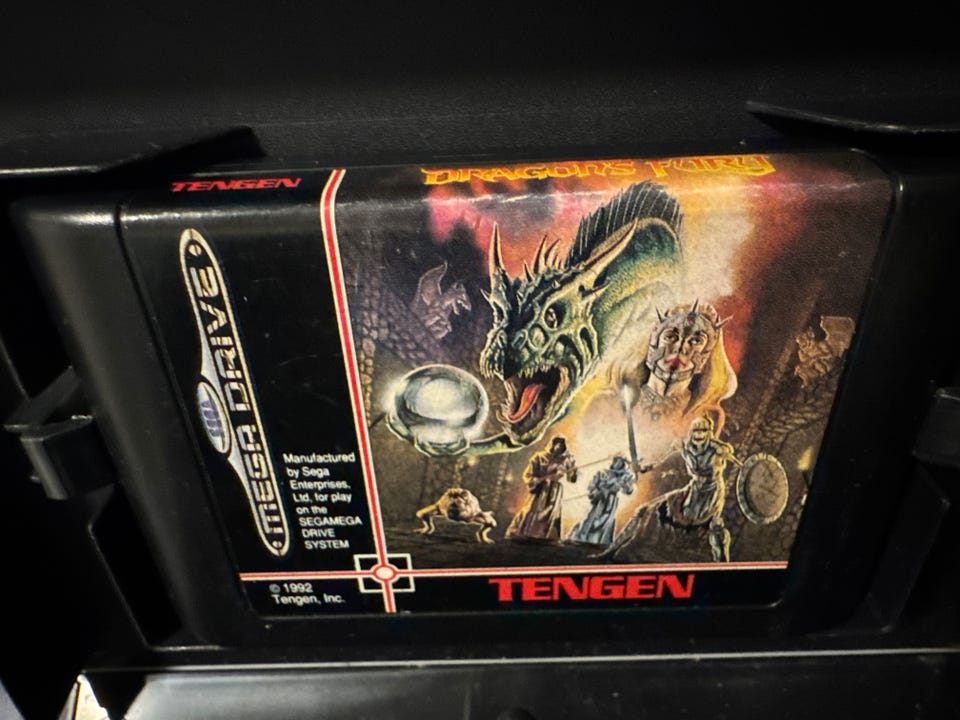 TENGEN
DRAGON'S FURY
MEGA DRIVE
Manufactured
by Sega
Enterprises,
Ltd, for play
on the
SEGAMEGA
DRIVE
SYSTEM
© 1992
Tengen, Inc.
TENGEN